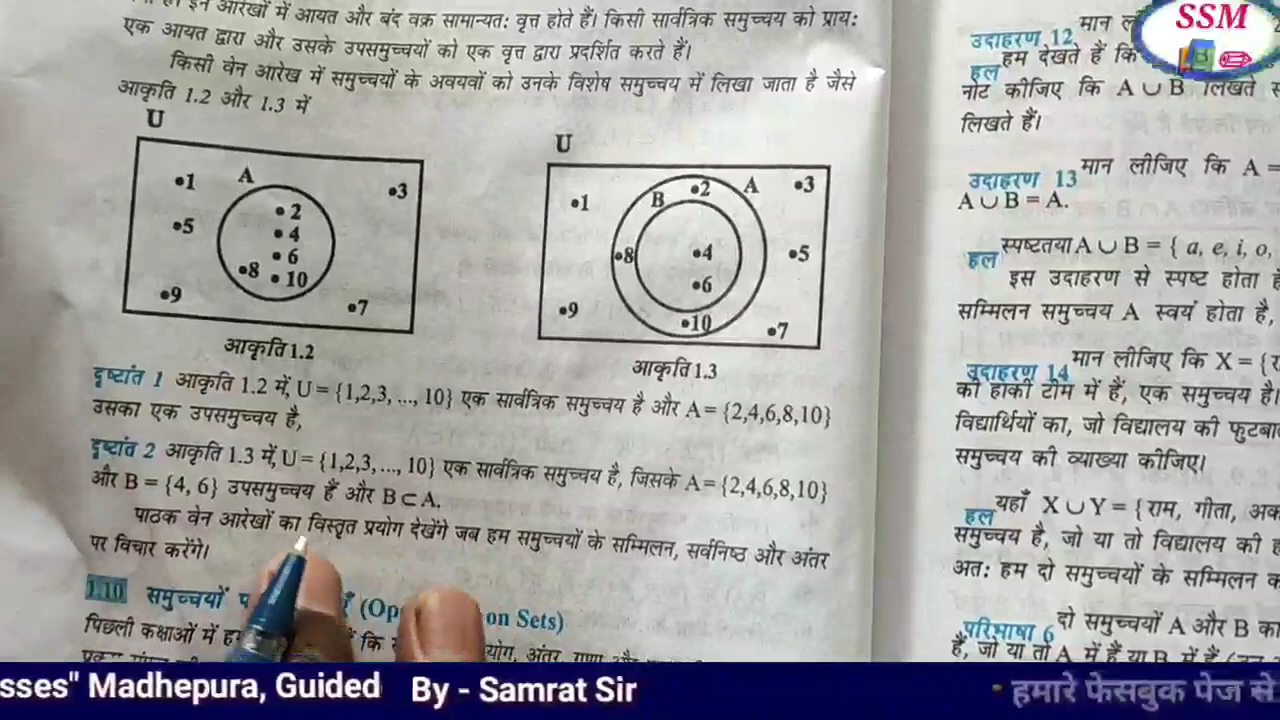 इन आरेखों में आयत और बंद वक्र सामान्यत: वृत्त होते हैं। किसी सार्वत्रिक समुच्चय को प्राय:
एक आयत द्वारा और उसके उपसमुच्चयों को एक वृत्त द्वारा प्रदर्शित करते हैं।
किसी वेन आरेख में समुच्चयों के अवयवों को उनके विशेष समुच्चय में लिखा जाता है जैसे
आकृति 1.2 और 1.3 में
U
A
•1
•3
•2
•5
•4
•6
•8
•10
•9
•7
आकृति 1.2
U
•2
A
•3
B
•1
•8
•4
•5
•6
•9
•10
•7
आकृति 1.3
दृष्टांत 1 आकृति 1.2 में, U = {1,2,3, ..., 10} एक सार्वत्रिक समुच्चय है और A = {2,4,6,8,10}
उसका एक उपसमुच्चय है,
दृष्टांत 2 आकृति 1.3 में, U = {1,2,3, ..., 10} एक सार्वत्रिक समुच्चय है, जिसके A = {2,4,6,8,10}
और B = {4, 6} उपसमुच्चय हैं और B ⊂ A.
पाठक वेन आरेखों का विस्तृत प्रयोग देखेंगे जब हम समुच्चयों के सम्मिलन, सर्वनिष्ठ और अंतर
पर विचार करेंगे।
1.10 समुच्चयों on Sets)
पिछली कक्षाओं में कि अंतर,
उदाहरण 12 मान
हल हम देखते हैं कि
नोट कीजिए कि A ∪ B लिखते
लिखते हैं।
उदाहरण 13 मान लीजिए कि A =
A ∪ B = A.
हल स्पष्टतया A ∪ B = { a, e, i, o,
इस उदाहरण से स्पष्ट होता
सम्मिलन समुच्चय A स्वयं होता है,
उदाहरण 14 मान लीजिए कि X = {
की हाकी टीम में हैं, एक समुच्चय है।
विद्यार्थियों का, जो विद्यालय की
समुच्चय की व्याख्या कीजिए।
हल यहाँ X ∪ Y = {राम, गीता,
समुच्चय है, जो या तो विद्यालय की
अत: हम दो समुच्चयों के सम्मिलन
परिभाषा 6 दो समुच्चयों A और B का
हैं, जो या तो A में हैं या B में हैं
SSM
sses" Madhepura, Guided By - Samrat Sir
हमारे फेसबुक पेज से